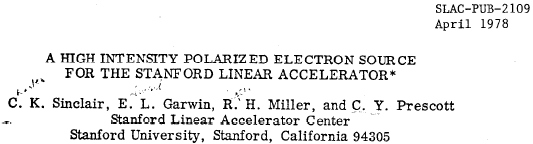 SLAC-PUB-2109
April 1978
A HIGH INTENSITY POLARIZED ELECTRON SOURCE
FOR THE STANFORD LINEAR ACCELERATOR*
C. K. Sinclair, E. L. Garwin, R. H. Miller, and C. Y. Prescott
Stanford Linear Accelerator Center
Stanford University, Stanford, California 94305